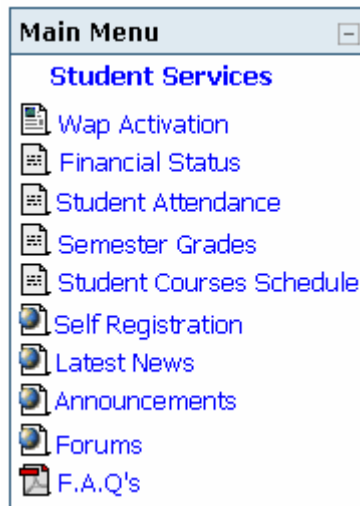 Main Menu
Student Services
Wap Activation
Financial Status
Student Attendance
Semester Grades
Student Courses Schedule
Self Registration
Latest News
Announcements
Forums
F.A.Q's